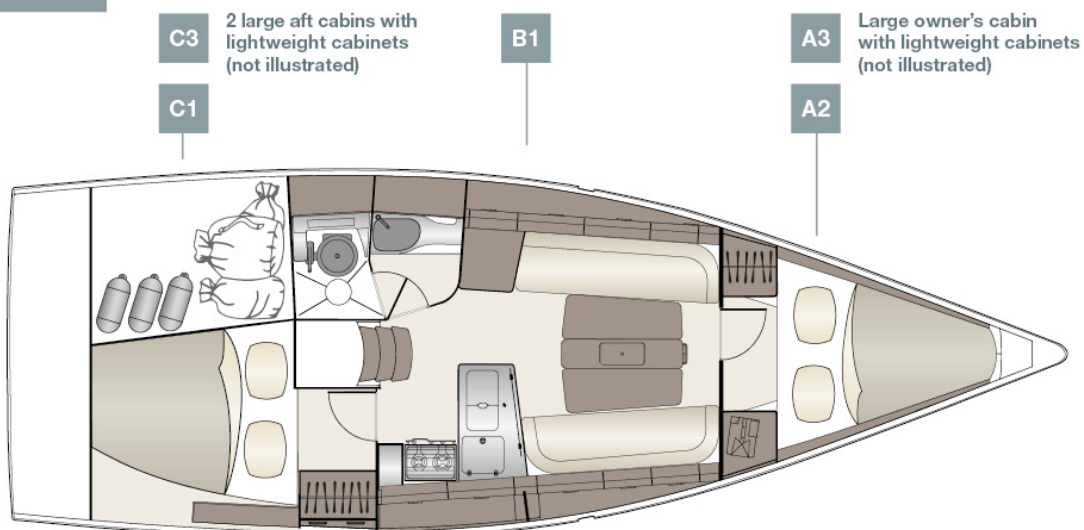 C3
2 large aft cabins with
lightweight cabinets
(not illustrated)
B1
A3
Large owner's cabin
with lightweight cabinets
(not illustrated)
C1
A2